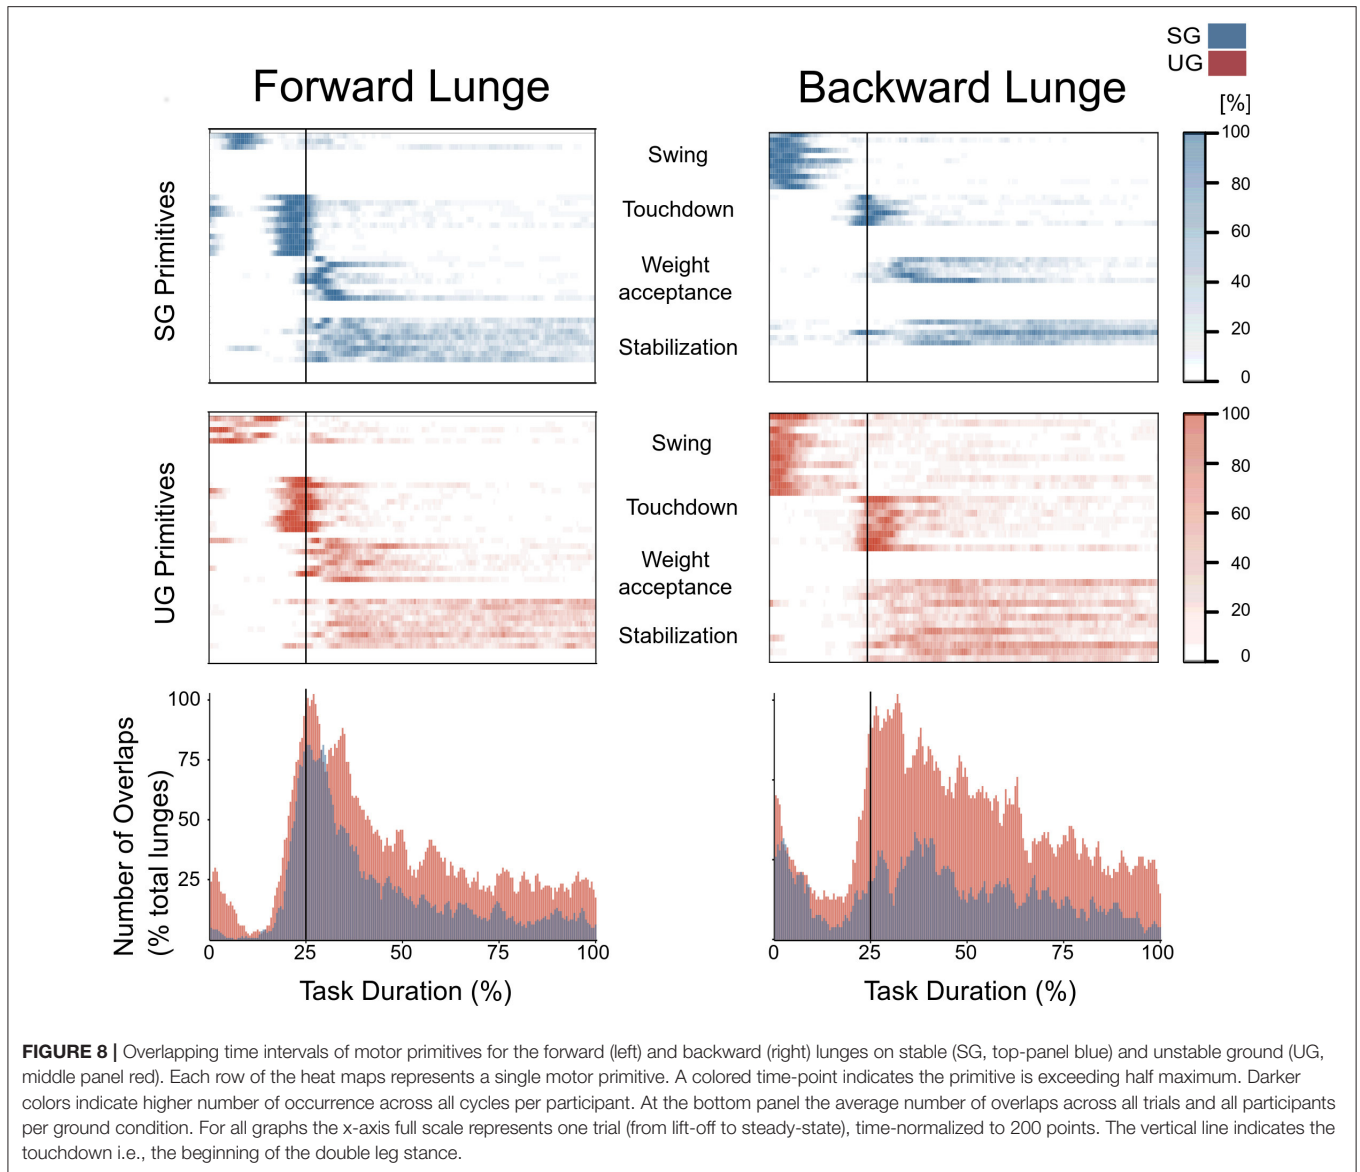 SG
UG
Forward Lunge
Backward Lunge
[%]
SG Primitives
Swing
Touchdown
Weight
acceptance
Stabilization
100
80
60
40
20
0
UG Primitives
Swing
Touchdown
Weight
acceptance
Stabilization
100
80
60
40
20
0
Number of Overlaps
(% total lunges)
100
75
50
25
0 25 50 75 100
0 25 50 75 100
Task Duration (%)
Task Duration (%)
FIGURE 8 | Overlapping time intervals of motor primitives for the forward (left) and backward (right) lunges on stable (SG, top-panel blue) and unstable ground (UG,
middle panel red). Each row of the heat maps represents a single motor primitive. A colored time-point indicates the primitive is exceeding half maximum. Darker
colors indicate higher number of occurrence across all cycles per participant. At the bottom panel the average number of overlaps across all trials and all participants
per ground condition. For all graphs the x-axis full scale represents one trial (from lift-off to steady-state), time-normalized to 200 points. The vertical line indicates the
touchdown i.e., the beginning of the double leg stance.